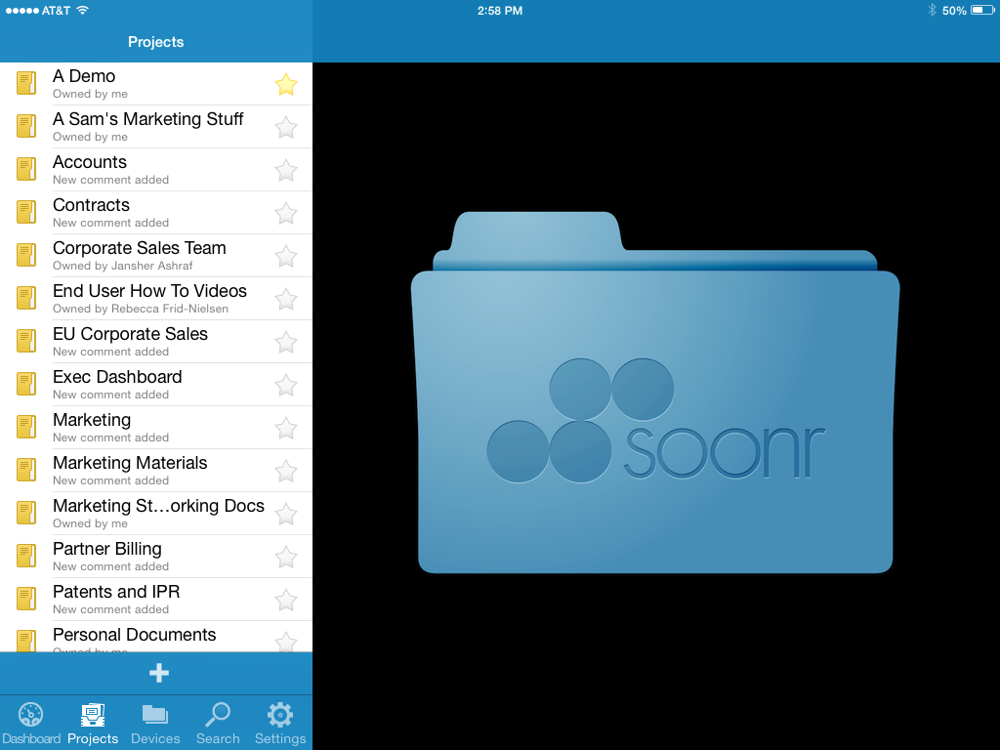 AT&T 2:58 PM 50%
Projects
A Demo
Owned by me
A Sam's Marketing Stuff
Owned by me
Accounts
New comment added
Contracts
New comment added
Corporate Sales Team
Owned by Jansher Ashraf
End User How To Videos
Owned by Rebecca Frid-Nielsen
EU Corporate Sales
New comment added
Exec Dashboard
New comment added
Marketing
New comment added
Marketing Materials
New comment added
Marketing St...orking Docs
Owned by me
Partner Billing
New comment added
Patents and IPR
New comment added
Personal Documents
Owned by me
soonr
Dashboard Projects Devices Search Settings